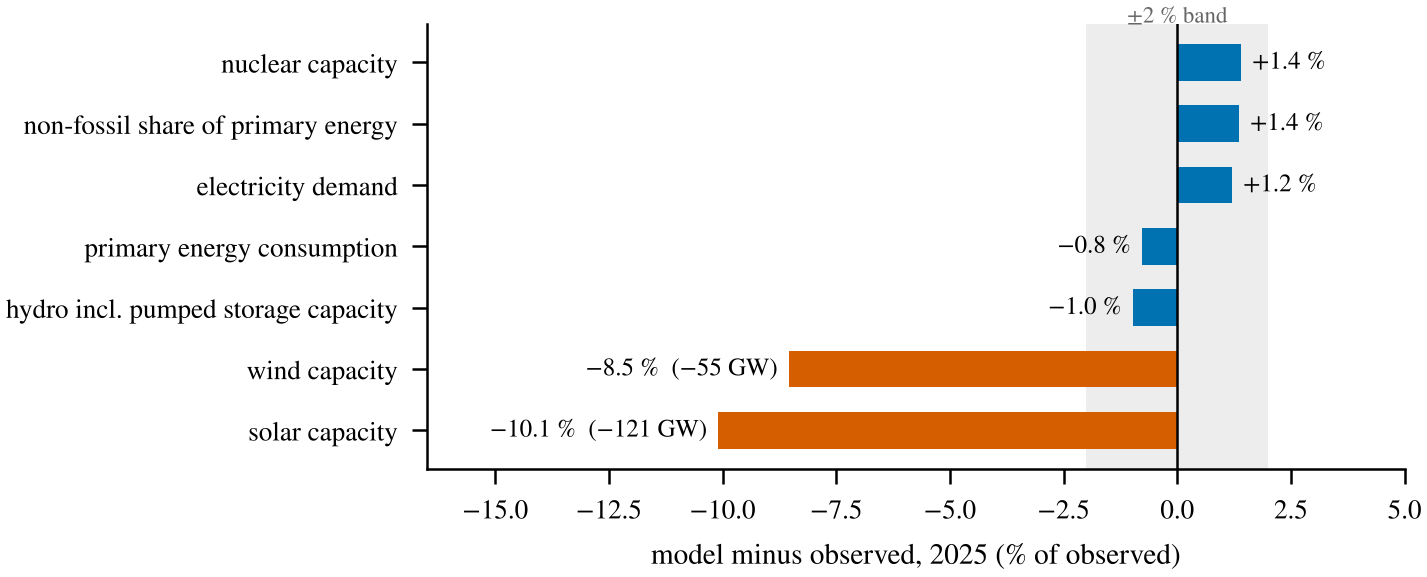 ±2 % band
nuclear capacity
+1.4 %
non-fossil share of primary energy
+1.4 %
electricity demand
+1.2 %
primary energy consumption
−0.8 %
hydro incl. pumped storage capacity
−1.0 %
wind capacity
−8.5 % (−55 GW)
solar capacity
−10.1 % (−121 GW)
−15.0 −12.5 −10.0 −7.5 −5.0 −2.5 0.0 2.5 5.0
model minus observed, 2025 (% of observed)